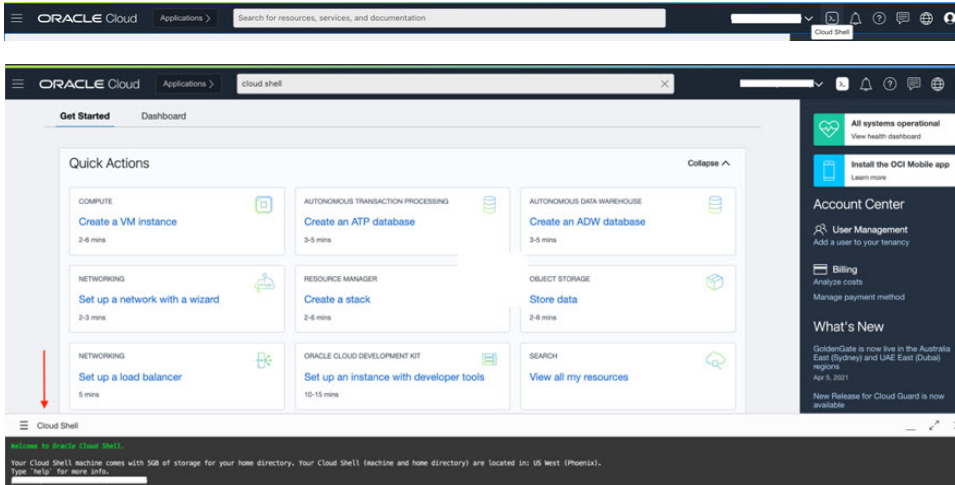 ORACLE Cloud Applications > Search for resources, services, and documentation
Cloud Shell
ORACLE Cloud Applications > cloud shell
Get Started Dashboard
Quick Actions Collapse
COMPUTE
Create a VM instance
2-6 mins
AUTONOMOUS TRANSACTION PROCESSING
Create an ATP database
3-5 mins
AUTONOMOUS DATA WAREHOUSE
Create an ADW database
3-5 mins
NETWORKING
Set up a network with a wizard
2-3 mins
RESOURCE MANAGER
Create a stack
2-6 mins
OBJECT STORAGE
Store data
2-6 mins
NETWORKING
Set up a load balancer
5 mins
ORACLE CLOUD DEVELOPMENT KIT
Set up an instance with developer tools
10-15 mins
SEARCH
View all my resources
All systems operational
View health dashboard
Install the OCI Mobile app
Learn more
Account Center
User Management
Add a user to your tenancy
Billing
Analyze costs
Manage payment method
What's New
GoldenGate is now live in the Australia
East (Sydney) and UAE East (Dubai)
regions
Apr 5, 2021
New Release for Cloud Guard is now
available
Cloud Shell
Welcome to Oracle Cloud Shell.
Your Cloud Shell machine comes with 5GB of storage for your home directory. Your Cloud Shell (machine and home directory) are located in: US West (Phoenix).
Type `help` for more info.